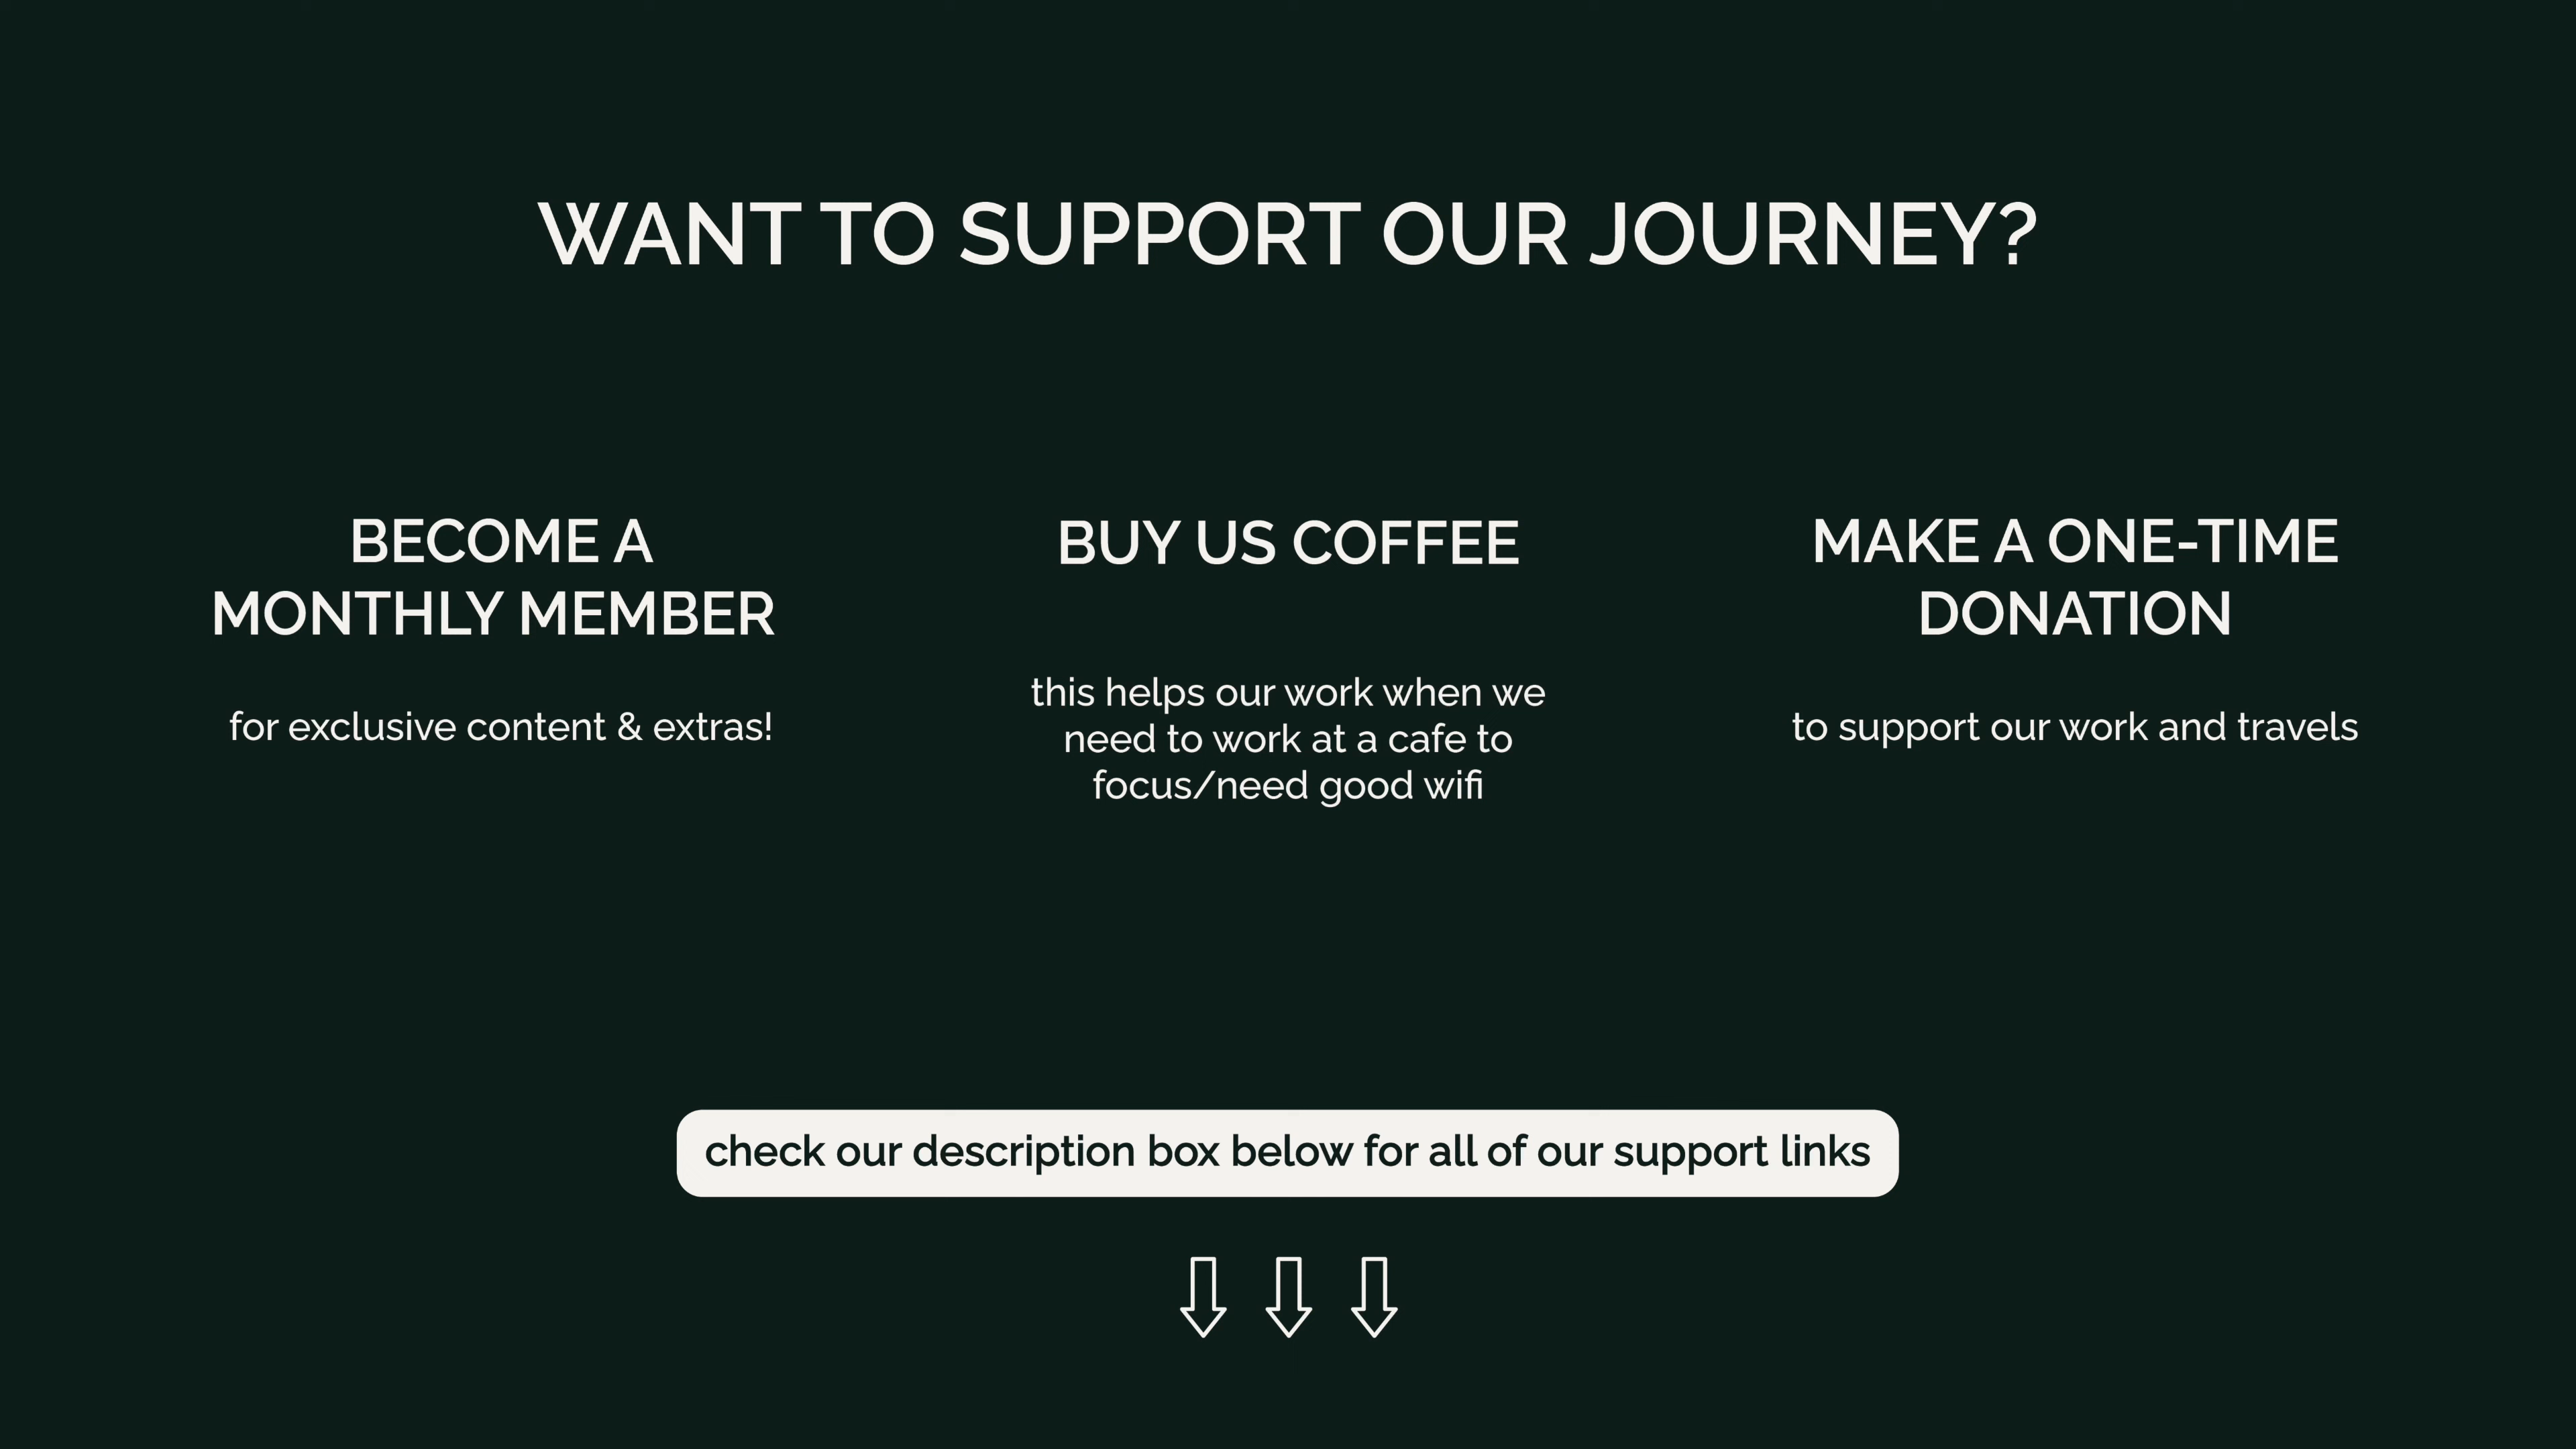 WANT TO SUPPORT OUR JOURNEY?
BECOME A
MONTHLY MEMBER
for exclusive content & extras!
BUY US COFFEE
this helps our work when we
need to work at a cafe to
focus/need good wifi
MAKE A ONE-TIME
DONATION
to support our work and travels
check our description box below for all of our support links